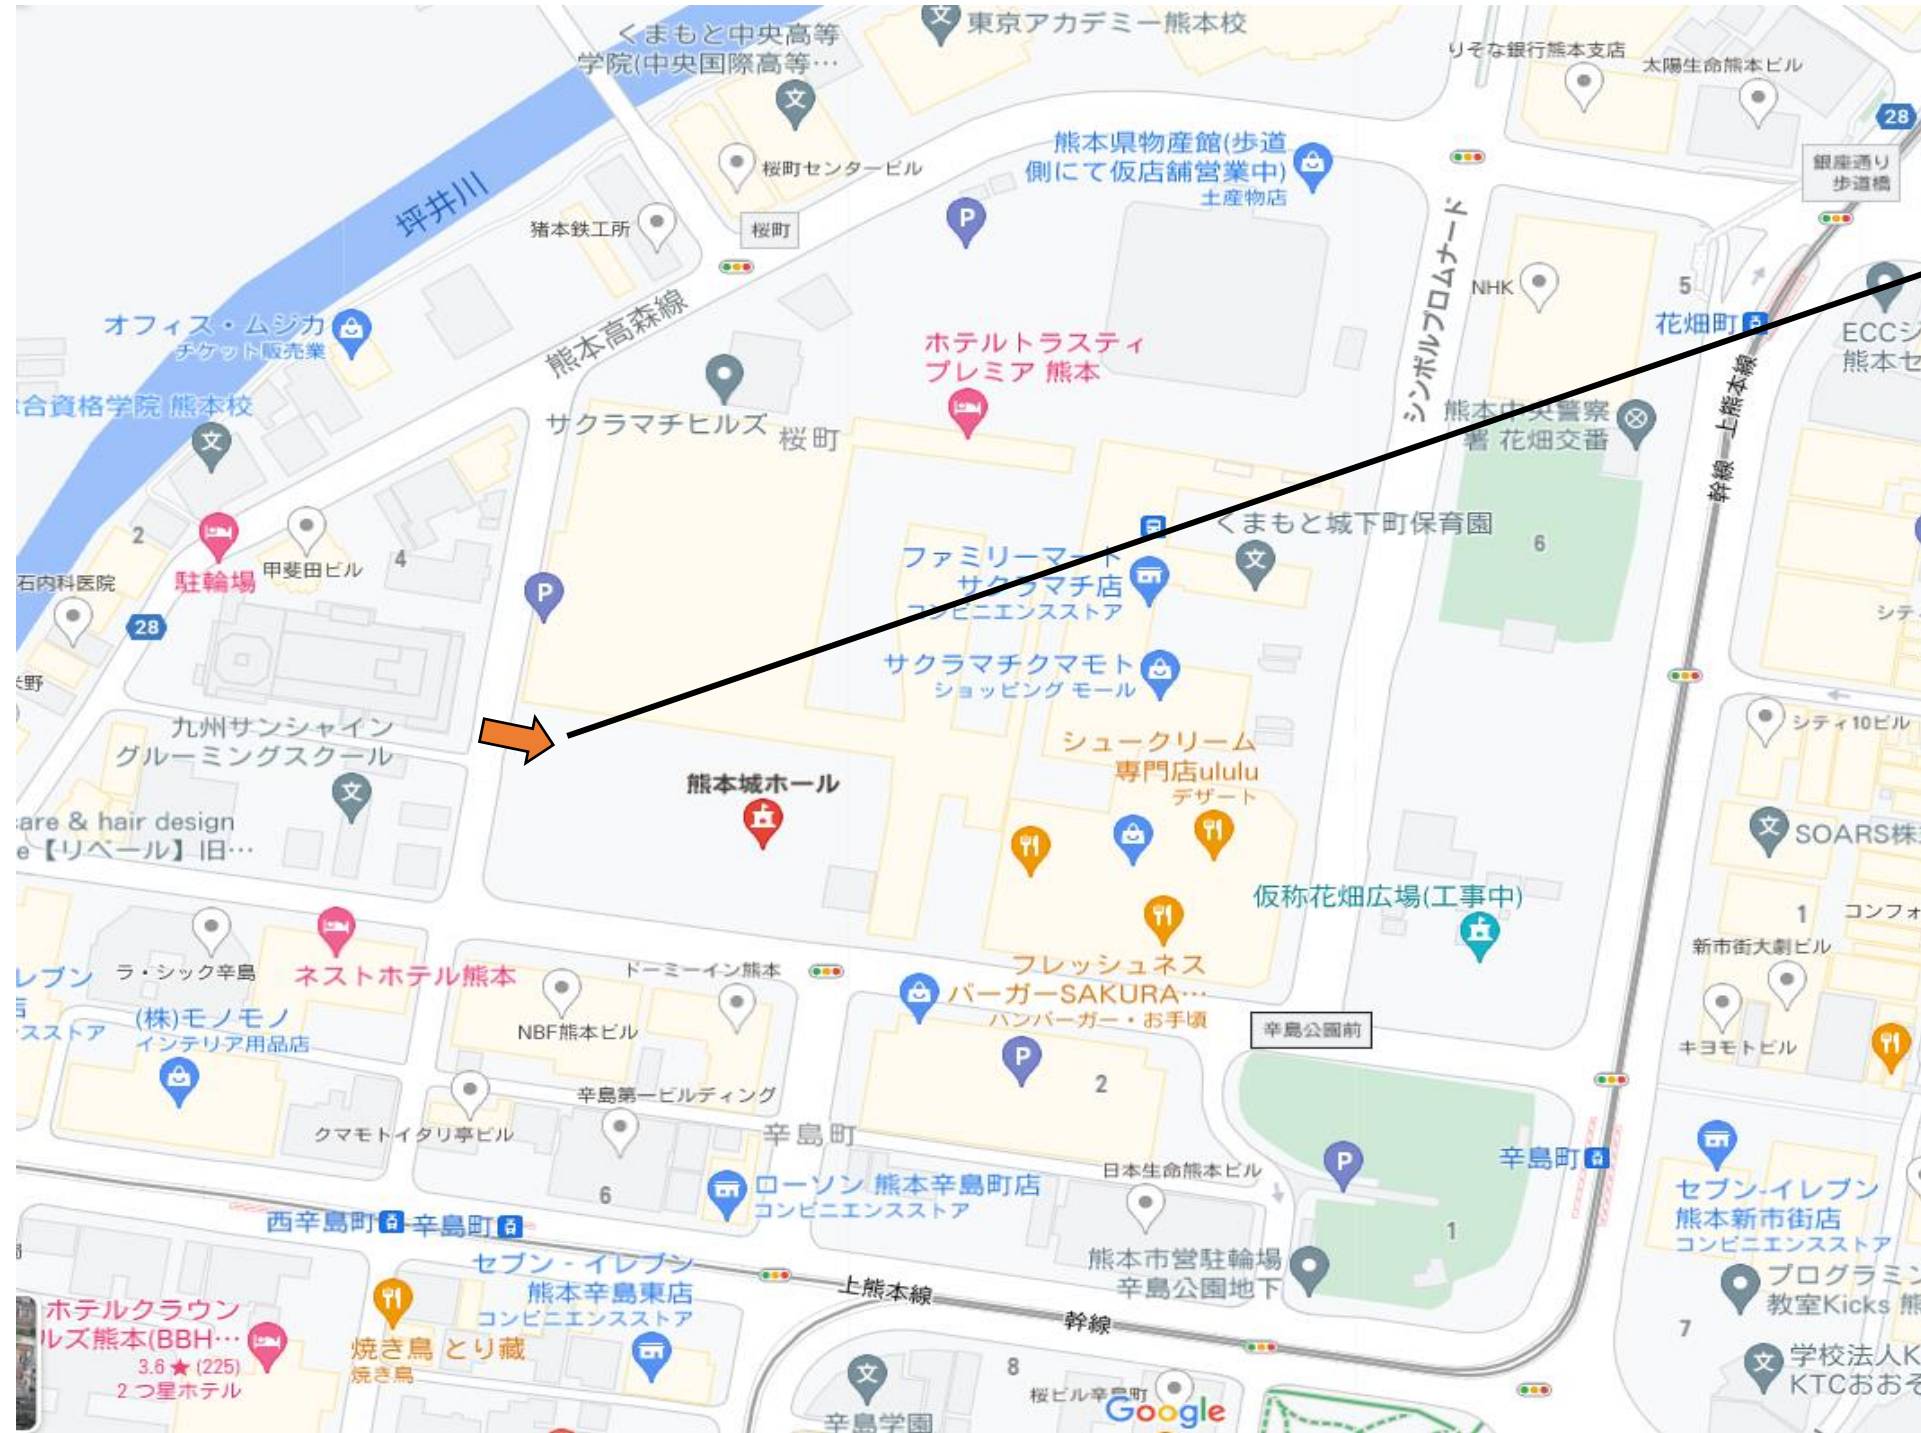 くまもと中央高等
学院(中央国際高等…
東京アカデミー熊本校
りそな銀行熊本支店
太陽生命熊本ビル
28
銀座通り
歩道橋
熊本県物産館(歩道
側にて仮店舗営業中)
土産物店
桜町センタービル
坪井川
猪本鉄工所
桜町
P
シンボルプロムナード
NHK
5
花畑町
ECCジ
熊本セ
オフィス・ムジカ
チケット販売業
熊本高森線
ホテルトラスティ
プレミア 熊本
合資格学院 熊本校
サクラマチヒルズ
桜町
熊本中央警察
署 花畑交番
上熊本線
幹線
2
駐輪場
甲斐田ビル
4
石内科医院
28
P
ファミリーマート
サクラマチ店
コンビニエンスストア
くまもと城下町保育園
6
シテ
サクラマチクマモト
ショッピング モール
九州サンシャイン
グルーミングスクール
シュークリーム
専門店ululu
デザート
シティ10ビル
熊本城ホール
care & hair design
e【リベール】旧…
SOARS株
仮称花畑広場(工事中)
1
コンフォ
新市街大劇ビル
レブン
店
ンスストア
ラ・シック辛島
ネストホテル熊本
ドーミーイン熊本
フレッシュネス
バーガーSAKURA…
ハンバーガー・お手頃
(株)モノモノ
インテリア用品店
NBF熊本ビル
辛島公園前
キヨモトビル
P
2
辛島第一ビルディング
クマモトイタリ亭ビル
辛島町
日本生命熊本ビル
P
辛島町
6
ローソン 熊本辛島町店
コンビニエンスストア
セブン-イレブン
熊本新市街店
コンビニエンスストア
西辛島町
辛島町
1
セブン - イレブン
熊本辛島東店
コンビニエンスストア
上熊本線
幹線
熊本市営駐輪場
辛島公園地下
プログラミン
教室Kicks 熊
ホテルクラウン
ルズ熊本(BBH…
3.6 ★ (225)
2 つ星ホテル
焼き鳥 とり蔵
焼き鳥
7
8
桜ビル辛島町
学校法人K
KTCおおぞ
辛島学園
Google